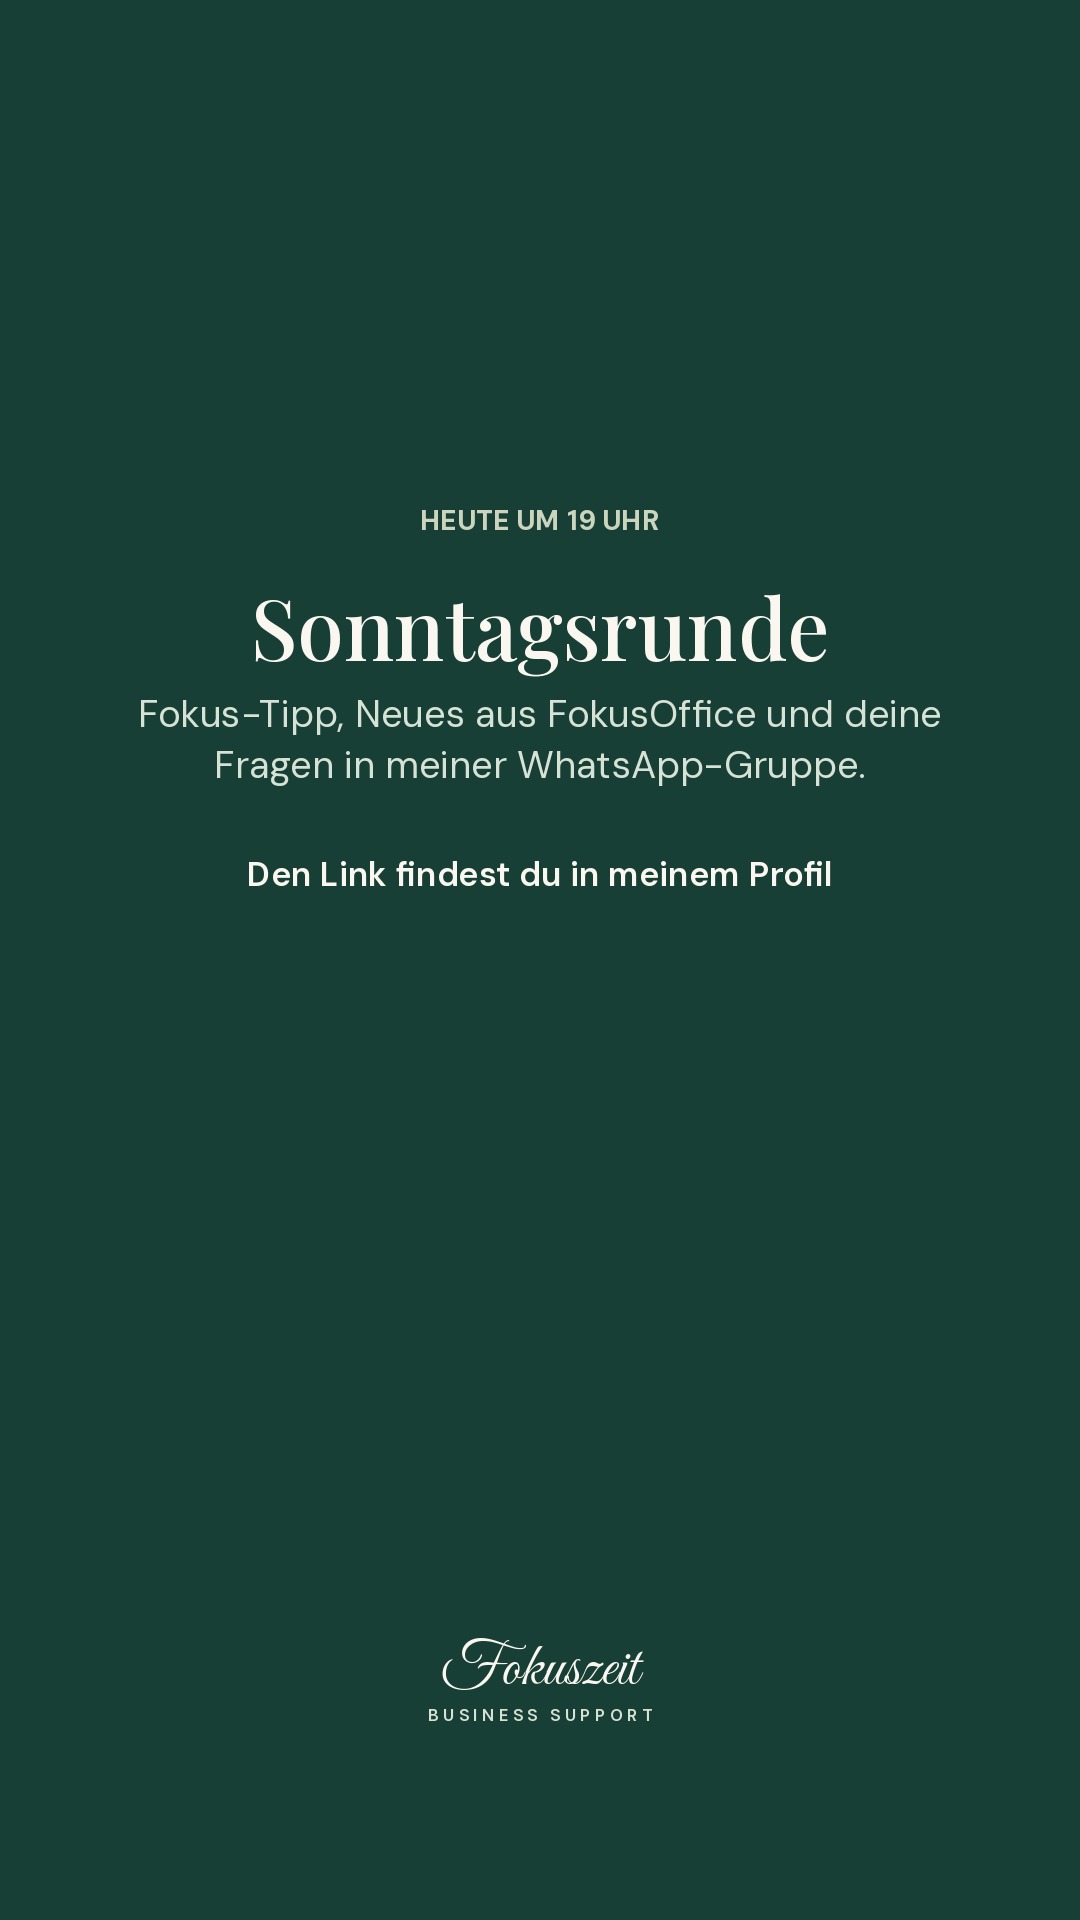 HEUTE UM 19 UHR
Sonntagsrunde
Fokus-Tipp, Neues aus FokusOffice und deine
Fragen in meiner WhatsApp-Gruppe.
Den Link findest du in meinem Profil
Fokuszeit
BUSINESS SUPPORT